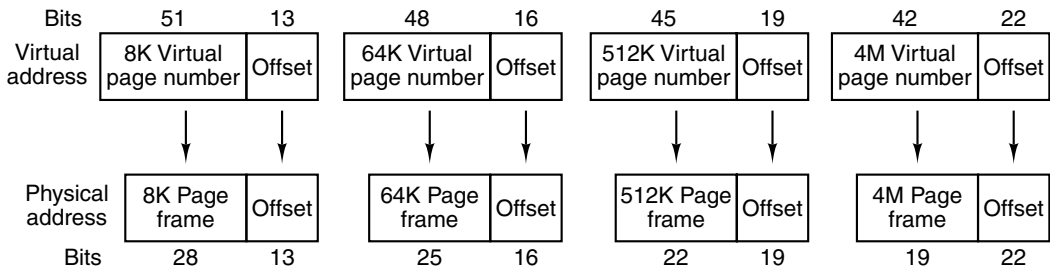 Bits 51 13 48 16 45 19 42 22
Virtual address
8K Virtual page number
Offset
64K Virtual page number
Offset
512K Virtual page number
Offset
4M Virtual page number
Offset
Physical address
8K Page frame
Offset
64K Page frame
Offset
512K Page frame
Offset
4M Page frame
Offset
Bits 28 13 25 16 22 19 19 22